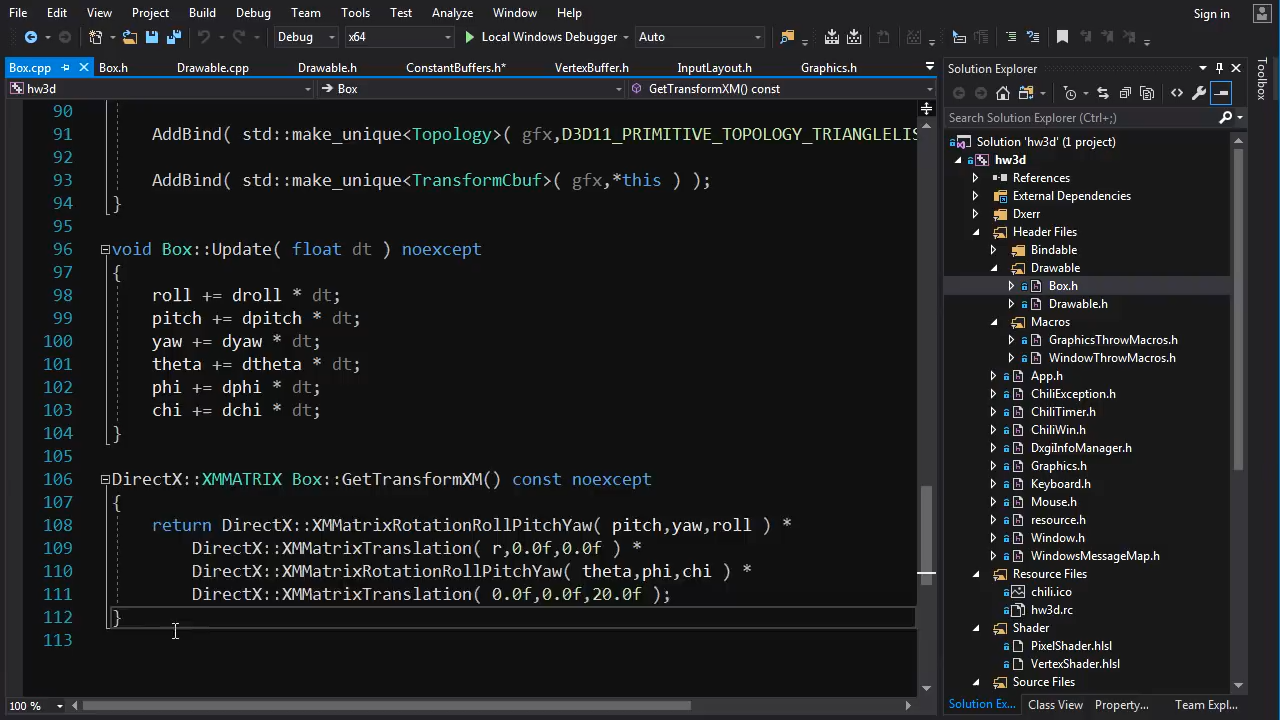 File Edit View Project Build Debug Team Tools Test Analyze Window Help Sign in
Debug x64 Local Windows Debugger Auto
Box.cpp Box.h Drawable.cpp Drawable.h ConstantBuffers.h* VertexBuffer.h InputLayout.h Graphics.h
hw3d Box GetTransformXM() const
90
91 AddBind( std::make_unique<Topology>( gfx,D3D11_PRIMITIVE_TOPOLOGY_TRIANGLELIS
92
93 AddBind( std::make_unique<TransformCbuf>( gfx,*this ) );
94 }
95
96 void Box::Update( float dt ) noexcept
97 {
98 roll += droll * dt;
99 pitch += dpitch * dt;
100 yaw += dyaw * dt;
101 theta += dtheta * dt;
102 phi += dphi * dt;
103 chi += dchi * dt;
104 }
105
106 DirectX::XMMATRIX Box::GetTransformXM() const noexcept
107 {
108 return DirectX::XMMatrixRotationRollPitchYaw( pitch,yaw,roll ) *
109 DirectX::XMMatrixTranslation( r,0.0f,0.0f ) *
110 DirectX::XMMatrixRotationRollPitchYaw( theta,phi,chi ) *
111 DirectX::XMMatrixTranslation( 0.0f,0.0f,20.0f );
112 }
113
100 %
Solution Explorer
Search Solution Explorer (Ctrl+;)
Solution 'hw3d' (1 project)
hw3d
References
External Dependencies
Dxerr
Header Files
Bindable
Drawable
Box.h
Drawable.h
Macros
GraphicsThrowMacros.h
WindowThrowMacros.h
App.h
ChiliException.h
ChiliTimer.h
ChiliWin.h
DxgiInfoManager.h
Graphics.h
Keyboard.h
Mouse.h
resource.h
Window.h
WindowsMessageMap.h
Resource Files
chili.ico
hw3d.rc
Shader
PixelShader.hlsl
VertexShader.hlsl
Source Files
Solution Ex... Class View Property... Team Expl...
Toolbox